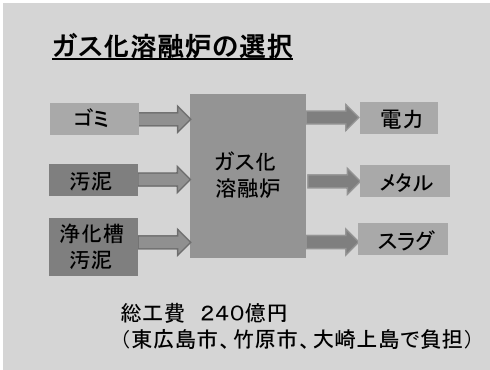 ガス化溶融炉の選択
ゴミ
汚泥
浄化槽
汚泥
ガス化
溶融炉
電力
メタル
スラグ
総工費　２４０億円
（東広島市、竹原市、大崎上島で負担）